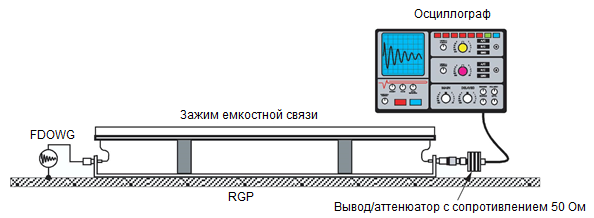 Осциллограф
Зажим емкостной связи
FDOWG
RGP
Вывод/аттенюатор с сопротивлением 50 Ом